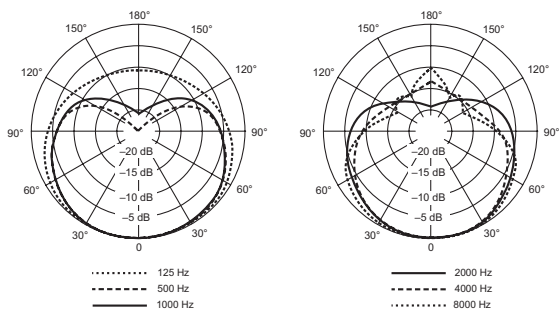 180°
150° 150°
120° 120°
90° 90°
60° 60°
30° 30°
0
–20 dB
–15 dB
–10 dB
–5 dB
125 Hz
500 Hz
1000 Hz
180°
150° 150°
120° 120°
90° 90°
60° 60°
30° 30°
0
–20 dB
–15 dB
–10 dB
–5 dB
2000 Hz
4000 Hz
8000 Hz